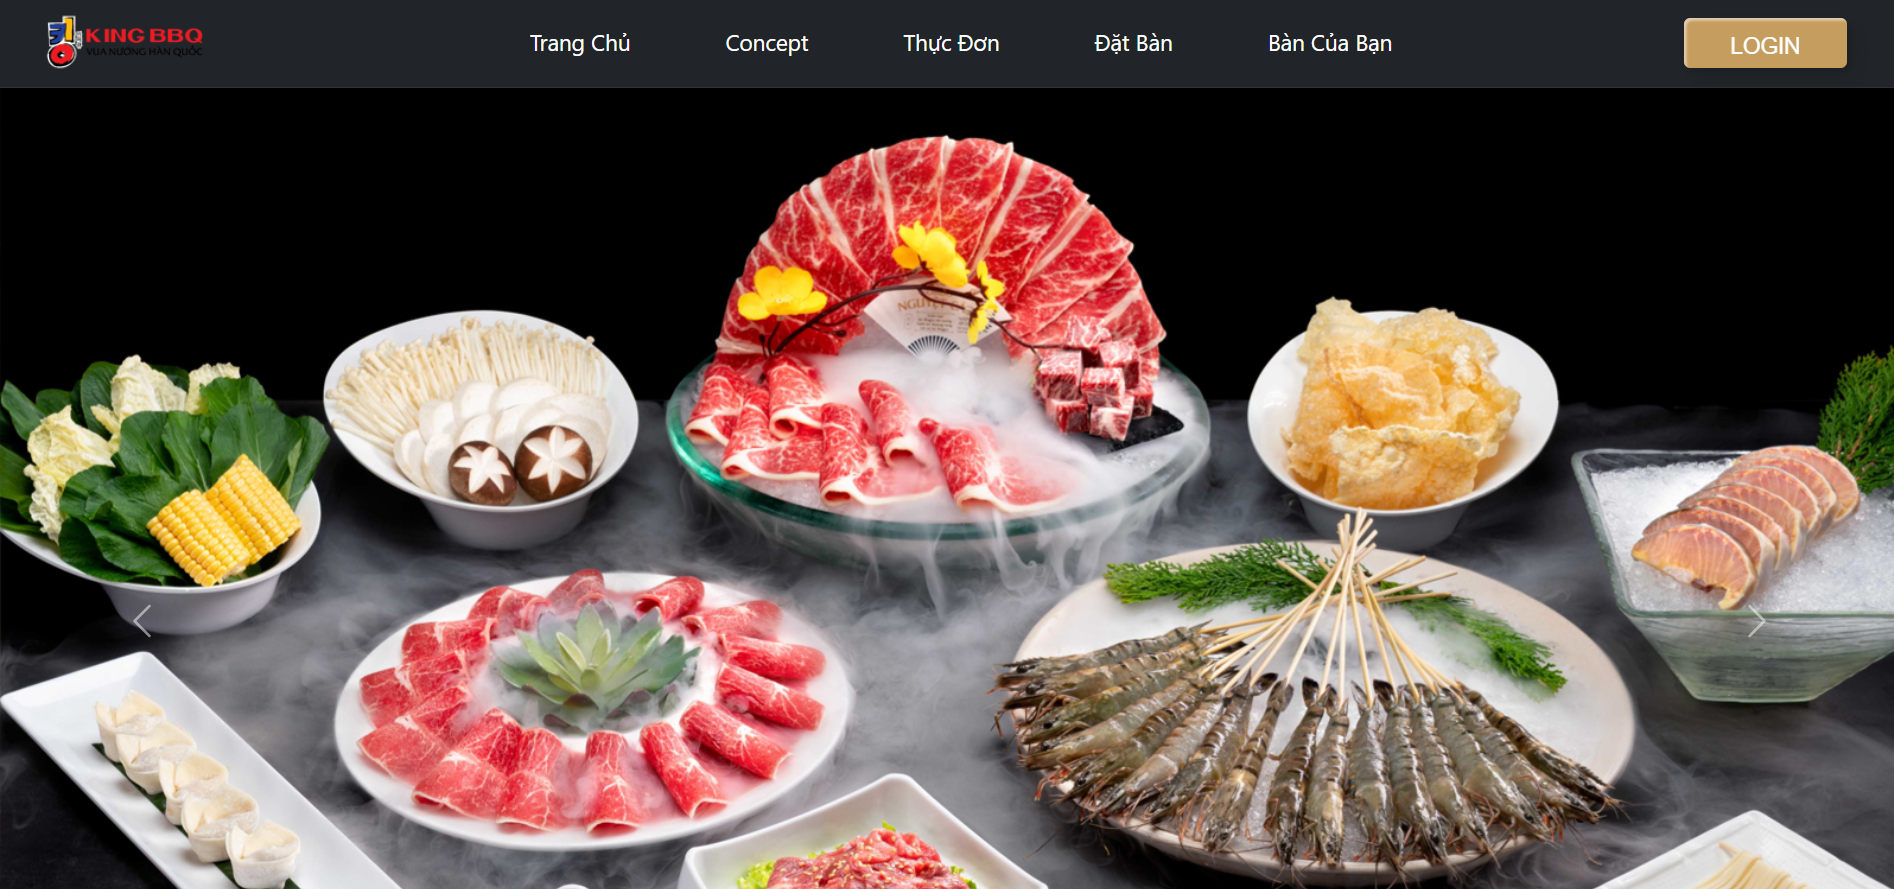 KING BBQ
VUA NƯỚNG HÀN QUỐC
Trang Chủ
Concept
Thực Đơn
Đặt Bàn
Bàn Của Bạn
LOGIN